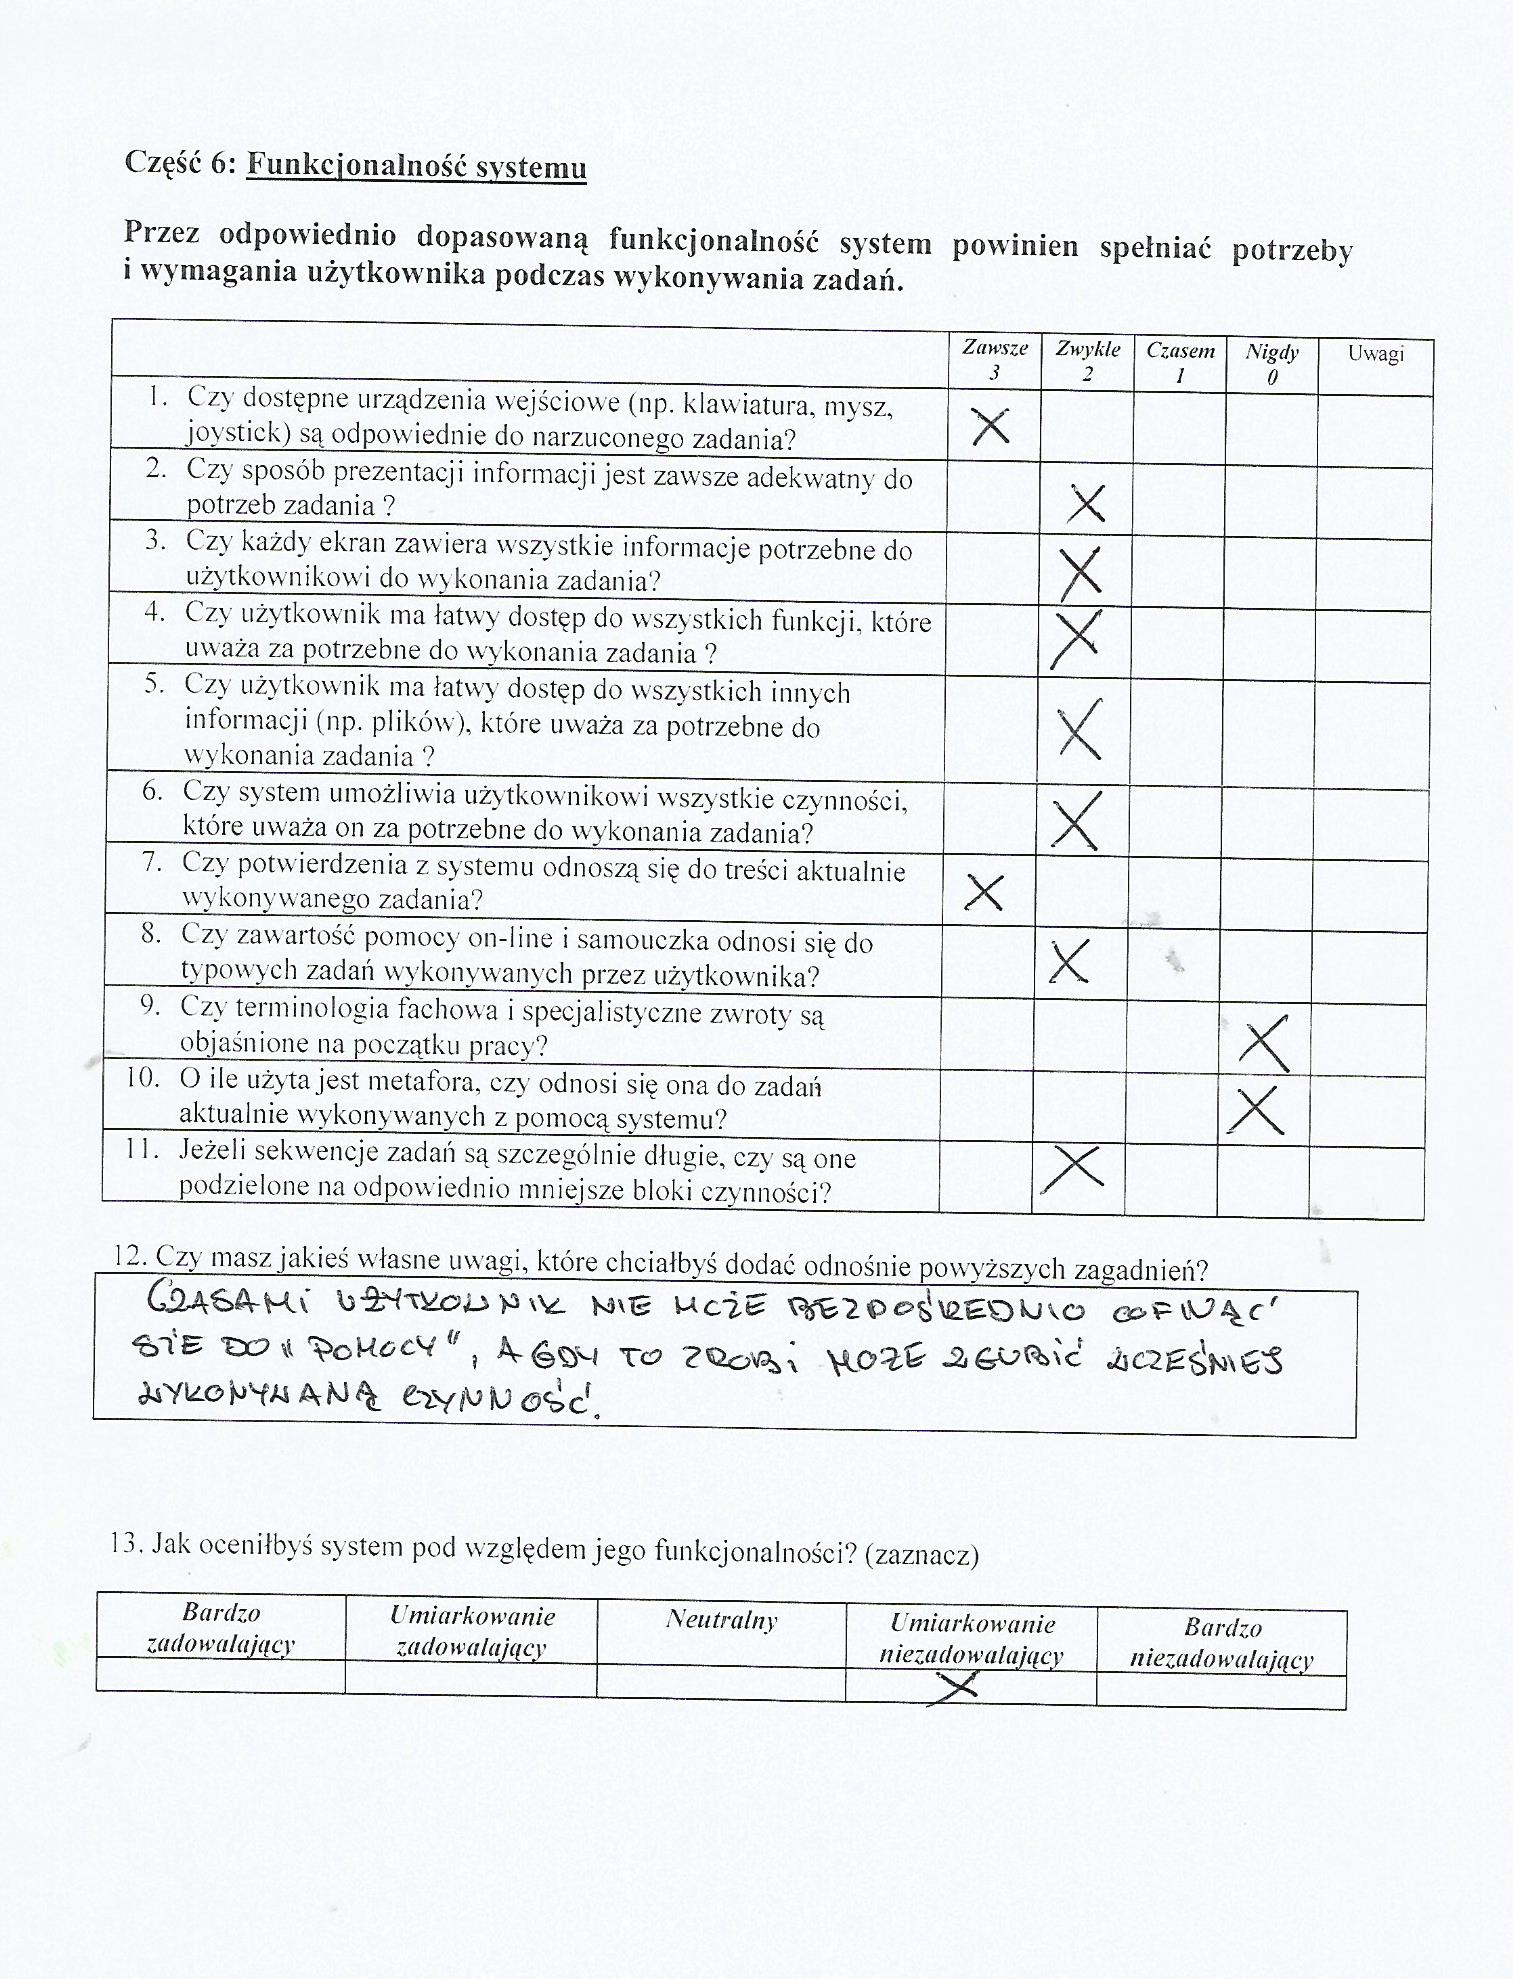 Część 6: Funkcjonalność systemu
Przez odpowiednio dopasowaną funkcjonalność system powinien spełniać potrzeby
i wymagania użytkownika podczas wykonywania zadań.
Zawsze Zwykle Czasem Nigdy Uwagi
3 2 1 0
1. Czy dostępne urządzenia wejściowe (np. klawiatura, mysz,
joystick) są odpowiednie do narzuconego zadania? X
2. Czy sposób prezentacji informacji jest zawsze adekwatny do
potrzeb zadania ? X
3. Czy każdy ekran zawiera wszystkie informacje potrzebne do
użytkownikowi do wykonania zadania? X
4. Czy użytkownik ma łatwy dostęp do wszystkich funkcji, które
uważa za potrzebne do wykonania zadania ? X
5. Czy użytkownik ma łatwy dostęp do wszystkich innych
informacji (np. plików), które uważa za potrzebne do X
wykonania zadania ?
6. Czy system umożliwia użytkownikowi wszystkie czynności,
które uważa on za potrzebne do wykonania zadania? X
7. Czy potwierdzenia z systemu odnoszą się do treści aktualnie
wykonywanego zadania? X
8. Czy zawartość pomocy on-line i samouczka odnosi się do
typowych zadań wykonywanych przez użytkownika? X
9. Czy terminologia fachowa i specjalistyczne zwroty są
objaśnione na początku pracy? X
10. O ile użyta jest metafora, czy odnosi się ona do zadań
aktualnie wykonywanych z pomocą systemu? X
11. Jeżeli sekwencje zadań są szczególnie długie, czy są one
podzielone na odpowiednio mniejsze bloki czynności? X
12. Czy masz jakieś własne uwagi, które chciałbyś dodać odnośnie powyższych zagadnień?
CZASAMI UŻYTKOWNIK NIE MOŻE BEZPOŚREDNIO COFNĄĆ
SIĘ DO "POMOCY", A GDY TO ZROBI MOŻE ZGUBIĆ WCZEŚNIEJ
WYKONYWANĄ CZYNNOŚĆ.
13. Jak oceniłbyś system pod względem jego funkcjonalności? (zaznacz)
Bardzo Umiarkowanie Neutralny Umiarkowanie Bardzo
zadowalający zadowalający niezadowalający niezadowalający
X